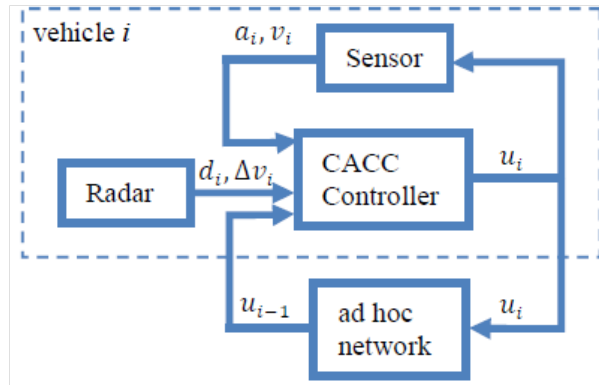 vehicle i
a_i, v_i
Sensor
d_i, Δv_i
Radar
CACC
Controller
u_i
u_{i−1}
ad hoc
network
u_i